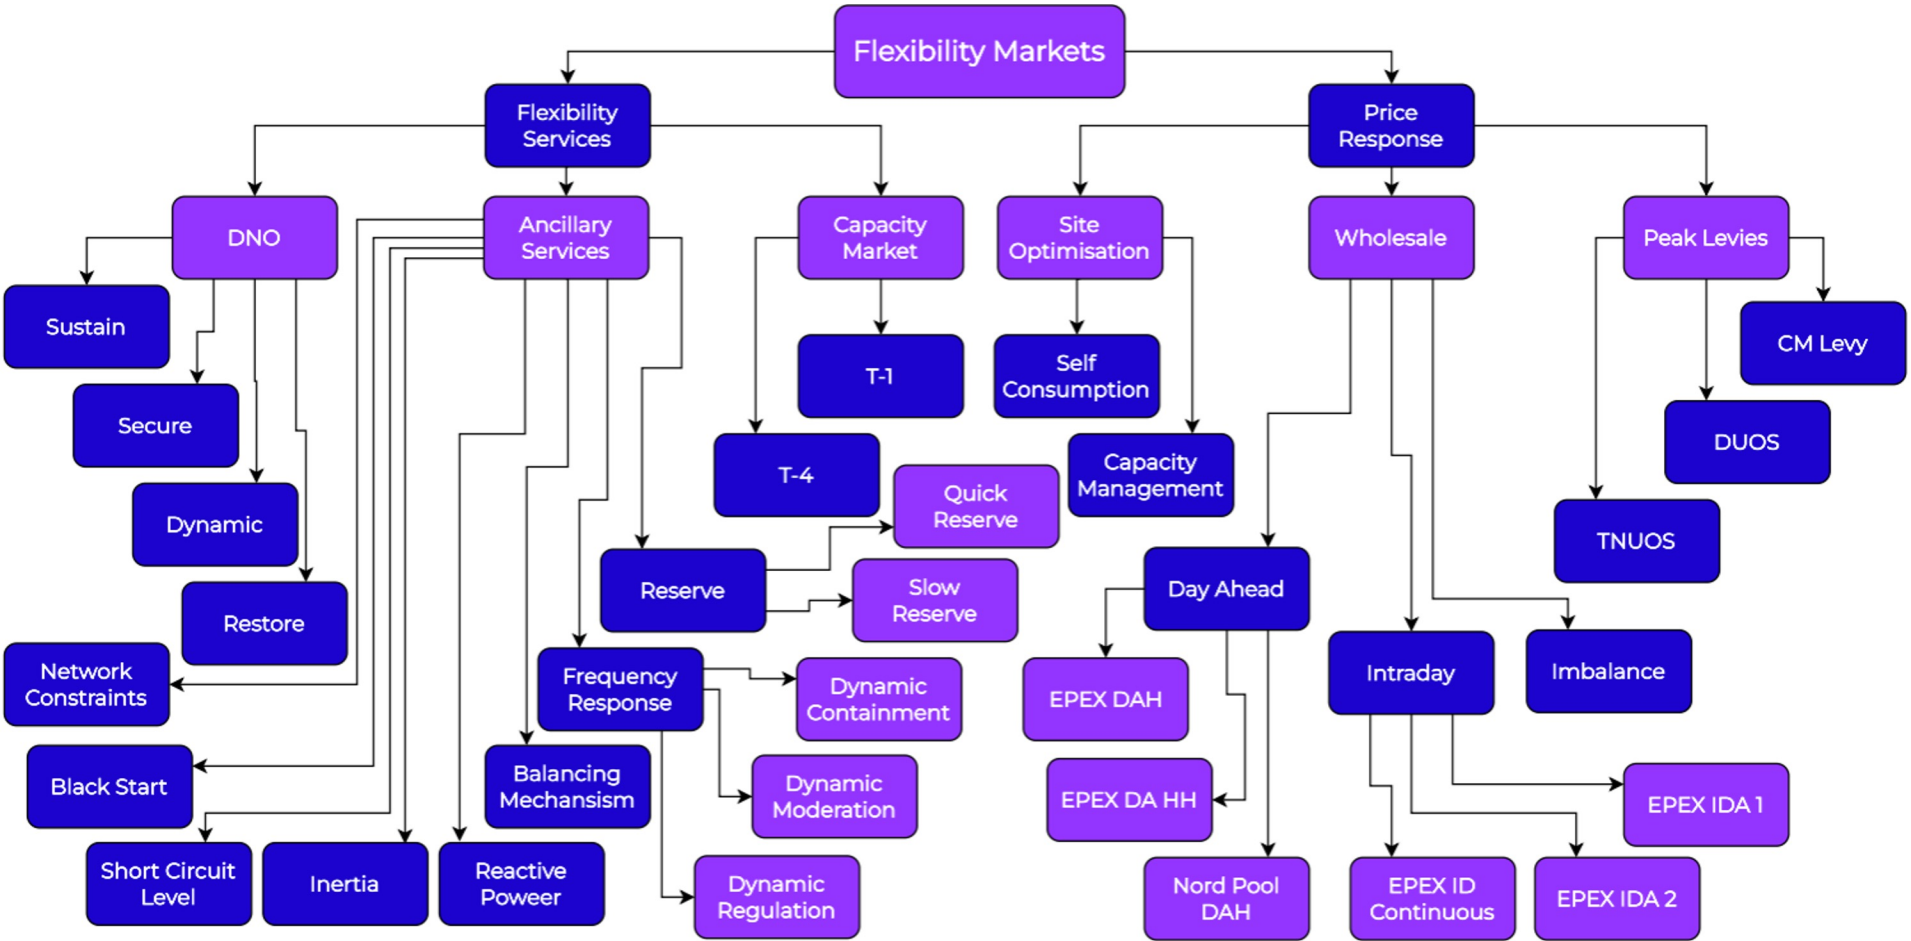 Flexibility Markets
Flexibility
Services
Price
Response
DNO
Ancillary
Services
Capacity
Market
Site
Optimisation
Wholesale
Peak Levies
Sustain
CM Levy
T-1
Self
Consumption
Secure
DUOS
T-4
Capacity
Management
Quick
Reserve
Dynamic
TNUOS
Reserve
Slow
Reserve
Day Ahead
Restore
Network
Constraints
Frequency
Response
Dynamic
Containment
EPEX DAH
Intraday
Imbalance
Black Start
Balancing
Mechansism
Dynamic
Moderation
EPEX DA HH
EPEX IDA 1
Short Circuit
Level
Inertia
Reactive
Poweer
Dynamic
Regulation
Nord Pool
DAH
EPEX ID
Continuous
EPEX IDA 2